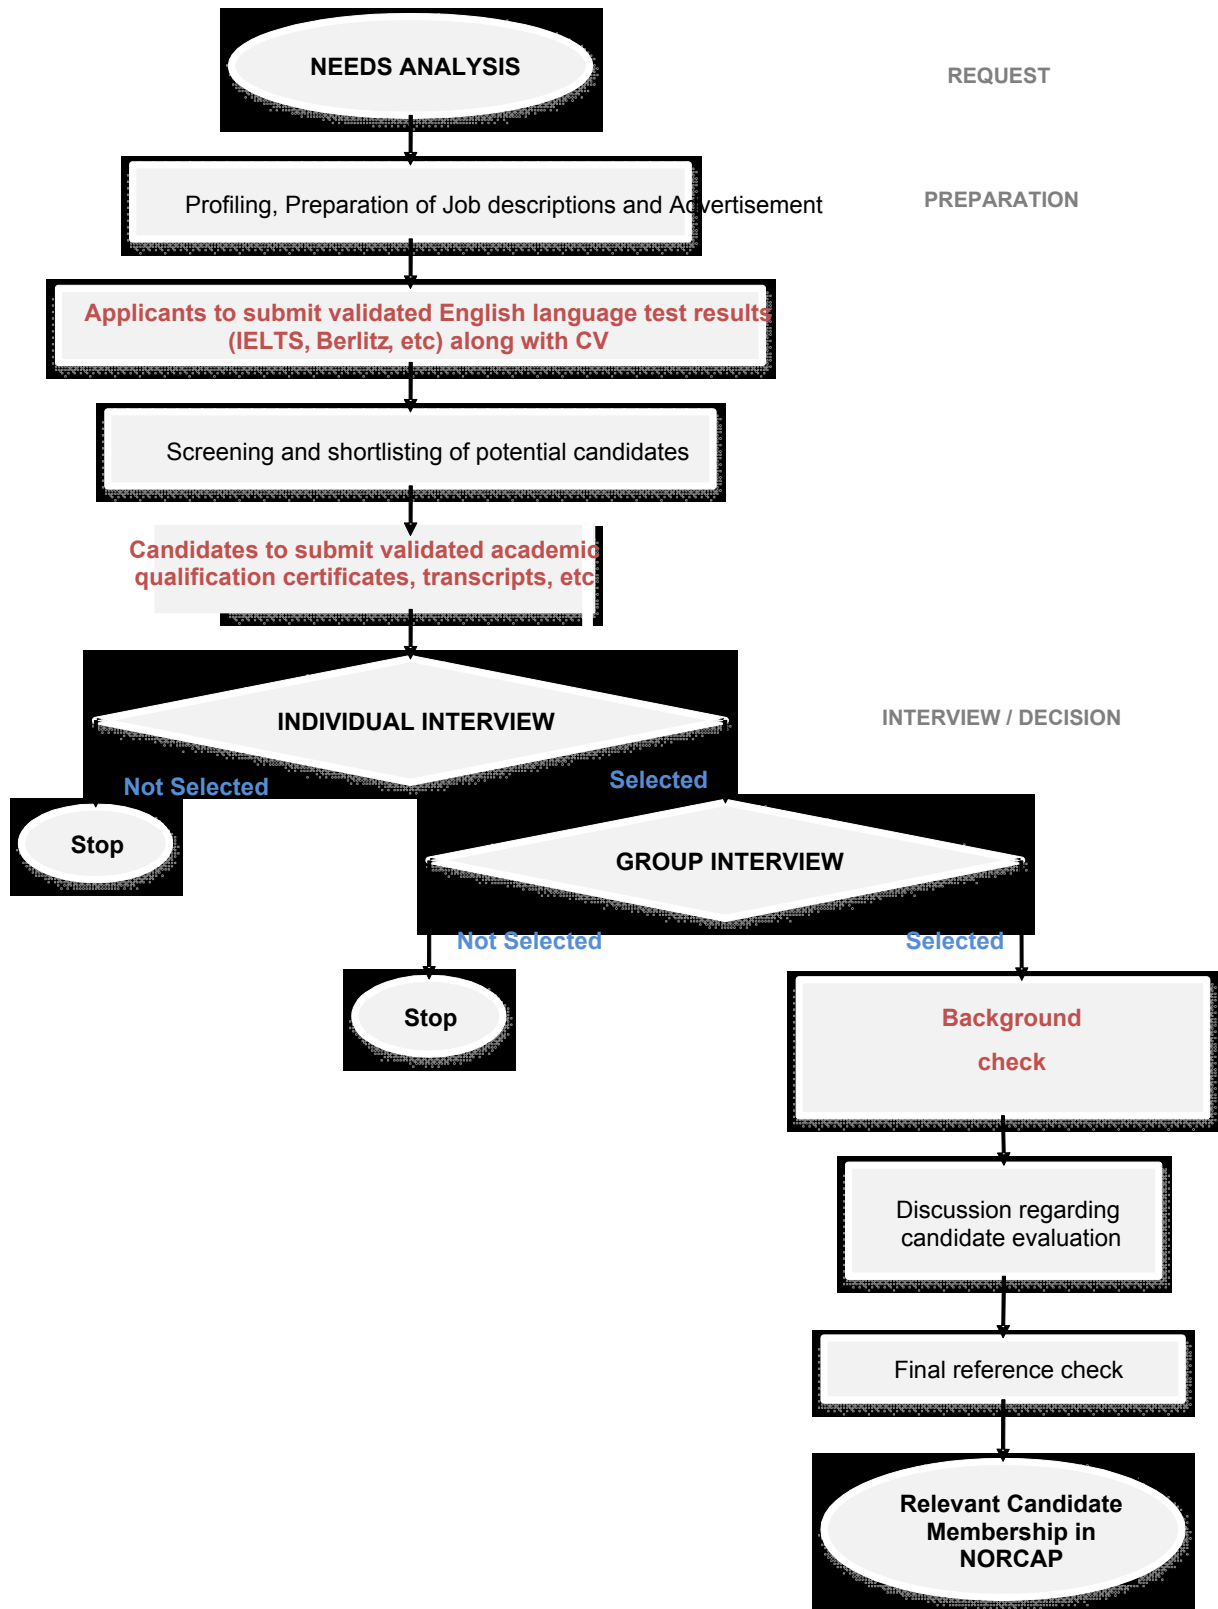 NEEDS ANALYSIS
REQUEST
Profiling, Preparation of Job descriptions and Advertisement
PREPARATION
Applicants to submit validated English language test results
(IELTS, Berlitz, etc) along with CV
Screening and shortlisting of potential candidates
Candidates to submit validated academic
qualification certificates, transcripts, etc
INDIVIDUAL INTERVIEW
INTERVIEW / DECISION
Not Selected
Selected
Stop
GROUP INTERVIEW
Not Selected
Selected
Stop
Background
check
Discussion regarding
candidate evaluation
Final reference check
Relevant Candidate
Membership in
NORCAP